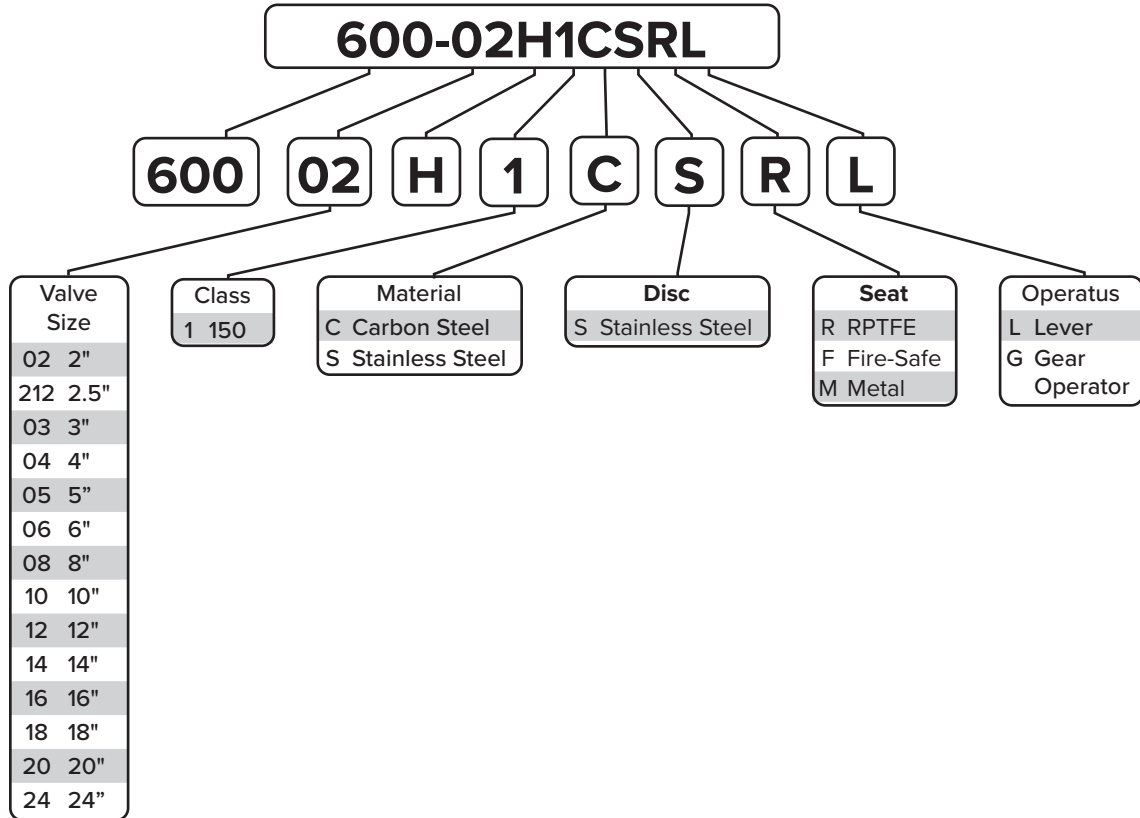 600-02H1CSRL
600 02 H 1 C S R L
Valve
Size
02 2"
212 2.5"
03 3"
04 4"
05 5”
06 6"
08 8"
10 10"
12 12"
14 14"
16 16"
18 18"
20 20"
24 24”
Class
1 150
Material
C Carbon Steel
S Stainless Steel
Disc
S Stainless Steel
Seat
R RPTFE
F Fire-Safe
M Metal
Operatus
L Lever
G Gear
Operator